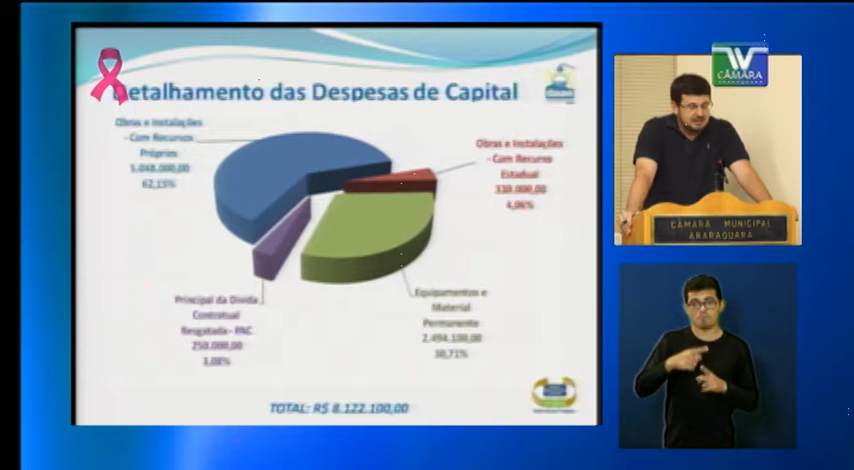 Detalhamento das Despesas de Capital
Obras e Instalações
- Com Recursos
Próprios
5.048.000,00
62,15%
Obras e Instalações
- Com Recurso
Estadual
330.000,00
4,06%
Principal da Dívida
Contratual
Resgatada - PAC
250.000,00
3,08%
Equipamentos e
Material
Permanente
2.494.100,00
30,71%
TOTAL: R$ 8.122.100,00
CÂMARA
ARARAQUARA
CÂMARA MUNICIPAL
ARARAQUARA